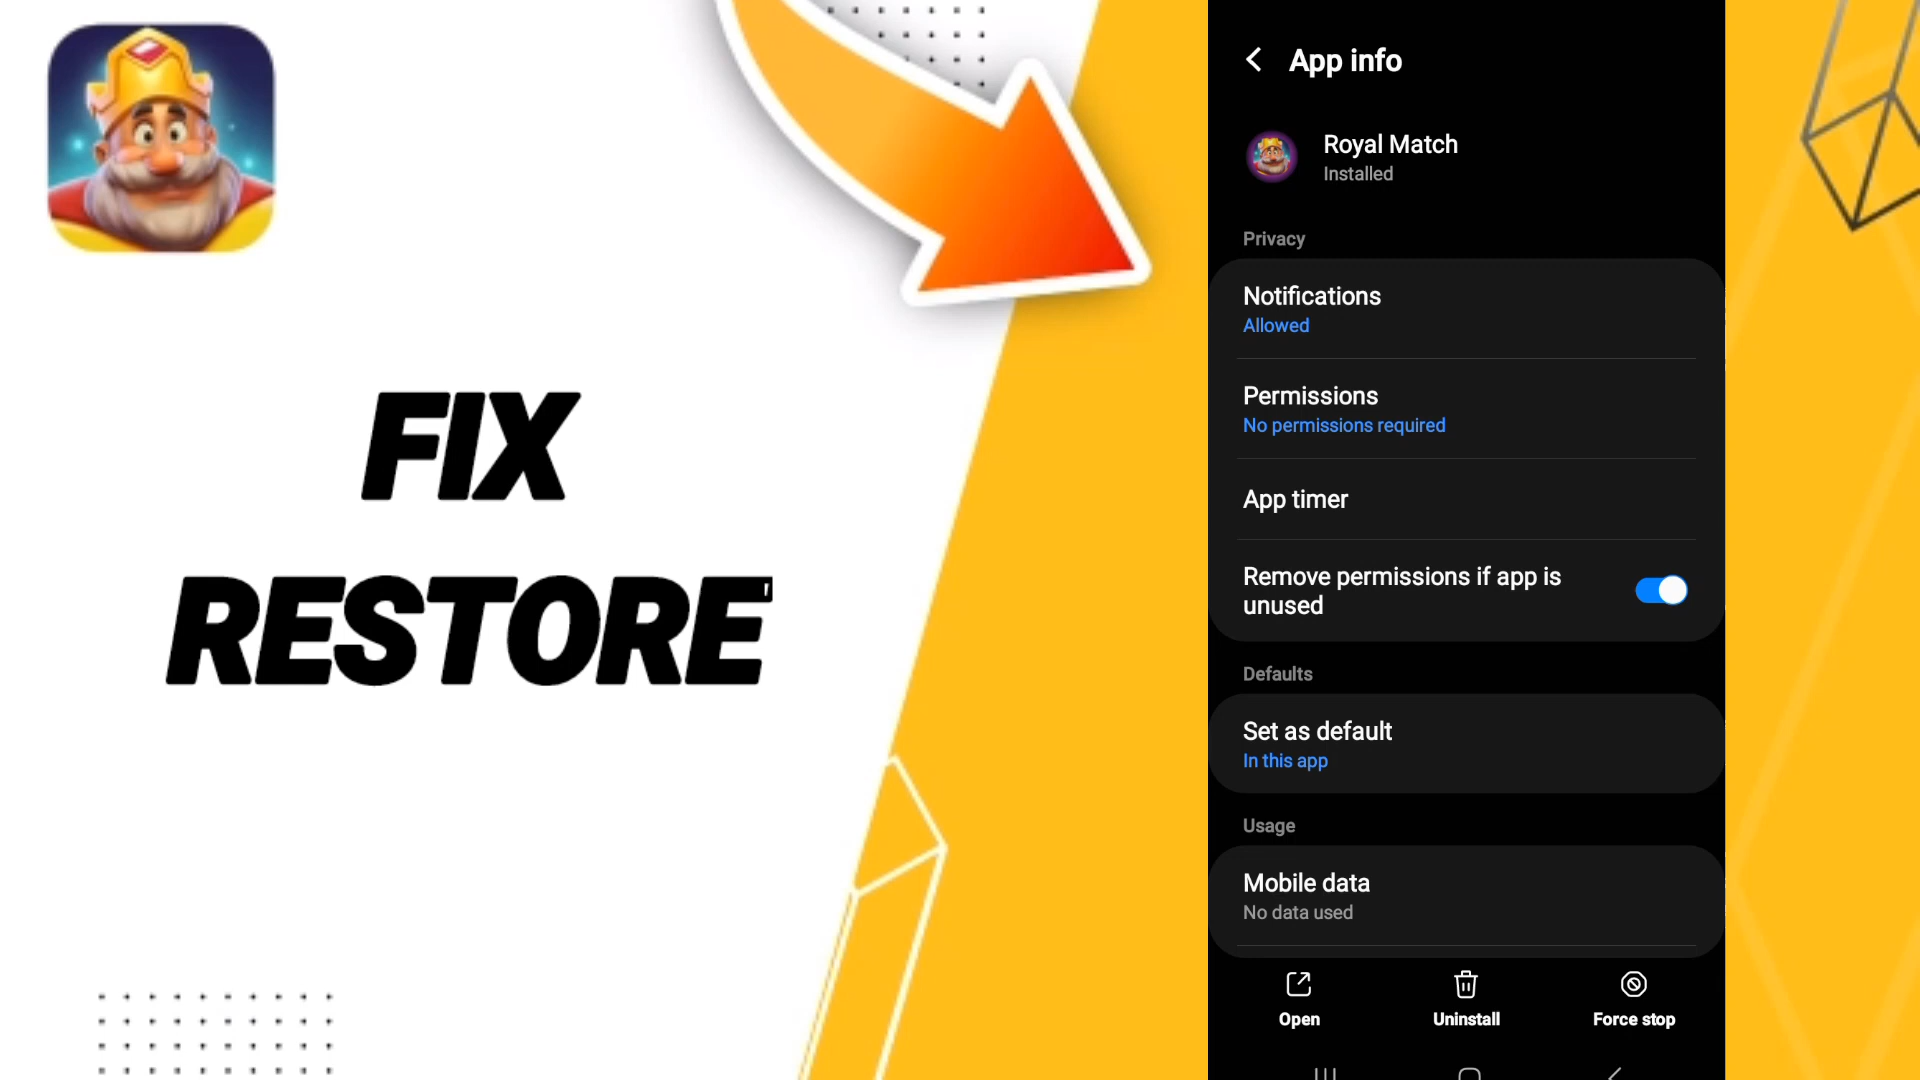 FIX
RESTORE
App info
Royal Match
Installed
Privacy
Notifications
Allowed
Permissions
No permissions required
App timer
Remove permissions if app is
unused
Defaults
Set as default
In this app
Usage
Mobile data
No data used
Open
Uninstall
Force stop